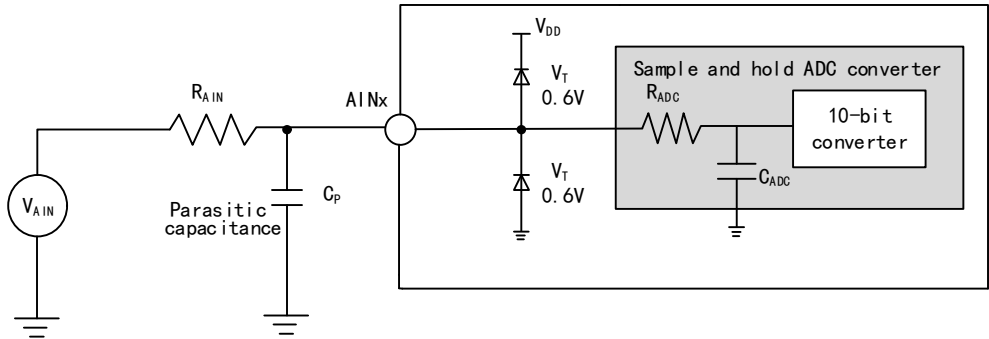 V_DD
Sample and hold ADC converter
V_T
0.6V
R_AIN
AINx
R_ADC
10-bit
converter
V_AIN
Parasitic
capacitance
C_P
V_T
0.6V
C_ADC